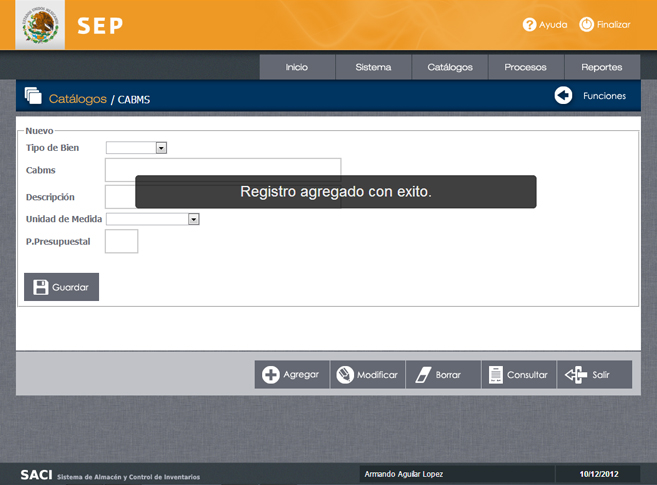 SEP
Ayuda
Finalizar
Inicio
Sistema
Catálogos
Procesos
Reportes
Catálogos / CABMS
Funciones
Nuevo
Tipo de Bien
Cabms
Registro agregado con exito.
Descripción
Unidad de Medida
P.Presupuestal
Guardar
Agregar
Modificar
Borrar
Consultar
Salir
SACI Sistema de Almacén y Control de Inventarios
Armando Aguilar Lopez
10/12/2012